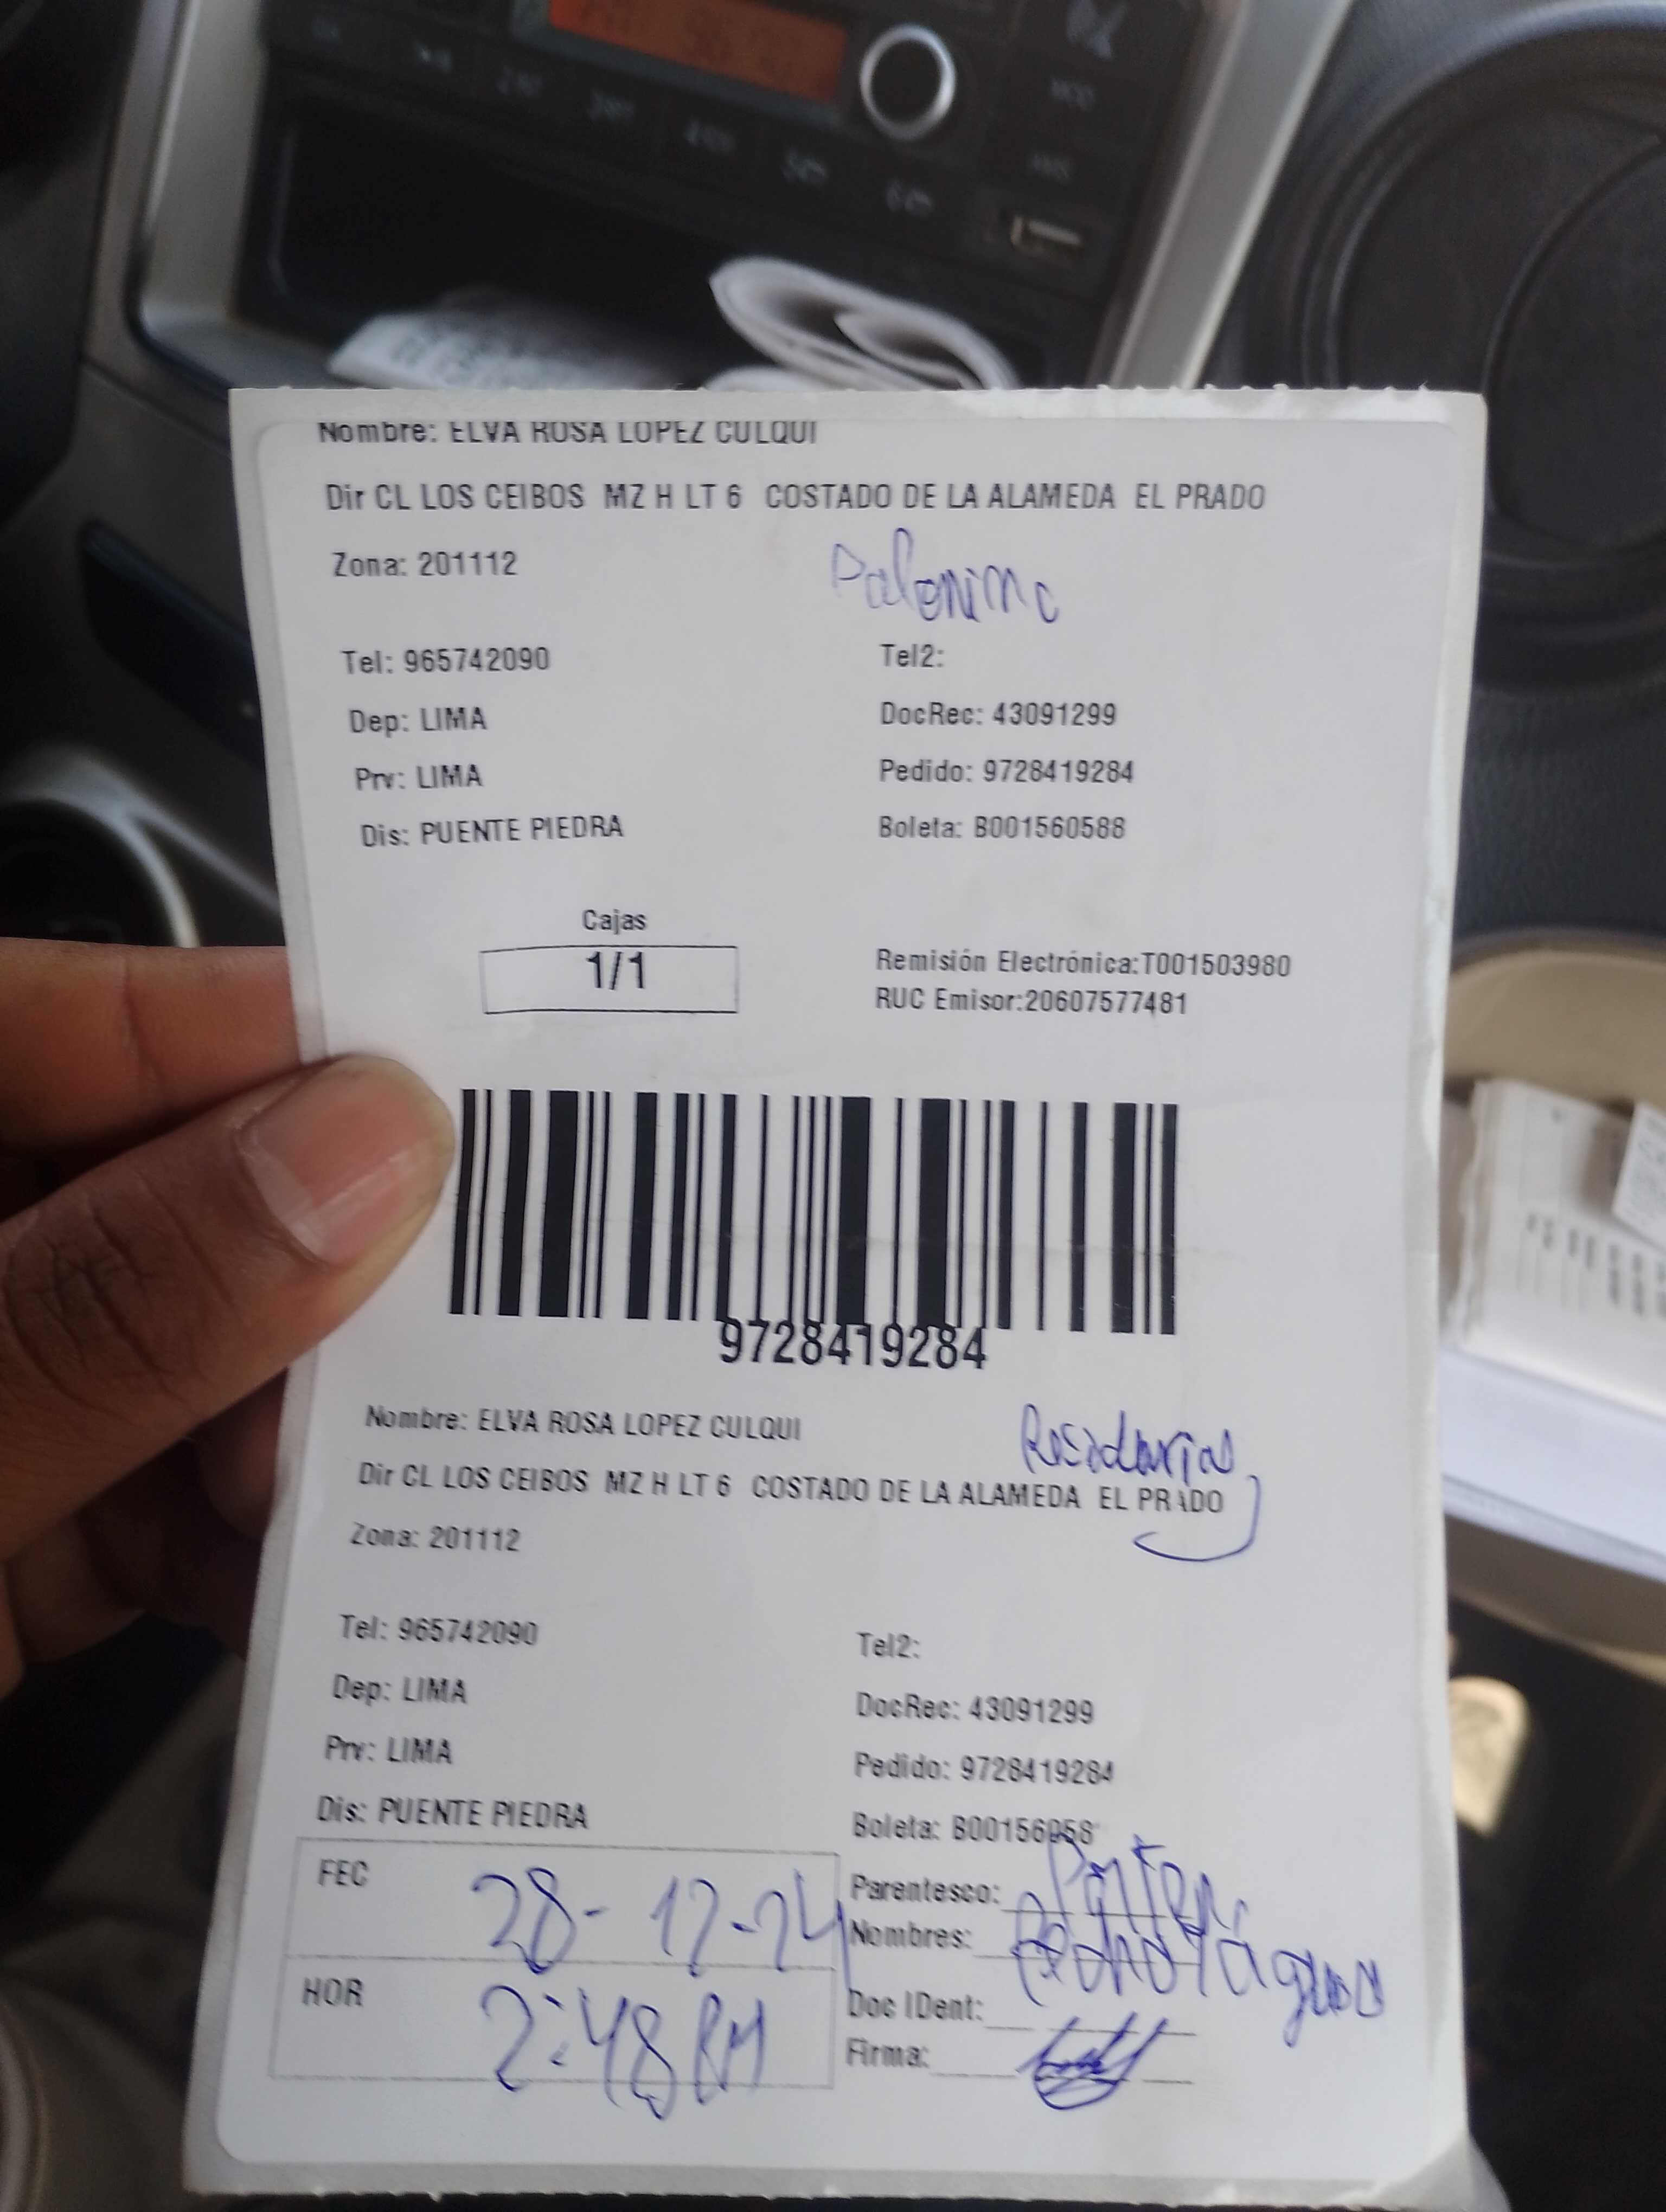 Nombre: ELVA ROSA LOPEZ CULQUI
Dir CL LOS CEIBOS MZ H LT 6 COSTADO DE LA ALAMEDA EL PRADO
Zona: 201112
Tel: 965742090
Tel2:
Dep: LIMA
DocRec: 43091299
Prv: LIMA
Pedido: 9728419284
Dis: PUENTE PIEDRA
Boleta: B001560588
Cajas
1/1
Remisión Electrónica:T001503980
RUC Emisor:20607577481
9728419284
Nombre: ELVA ROSA LOPEZ CULQUI
Dir CL LOS CEIBOS MZ H LT 6 COSTADO DE LA ALAMEDA EL PRADO
Zona: 201112
Tel: 965742090
Tel2:
Dep: LIMA
DocRec: 43091299
Prv: LIMA
Pedido: 9728419284
Dis: PUENTE PIEDRA
Boleta: B00156058
FEC 28-12-24
Parentesco:
Nombres:
HOR 2:48 PM
Doc IDent:
Firma: